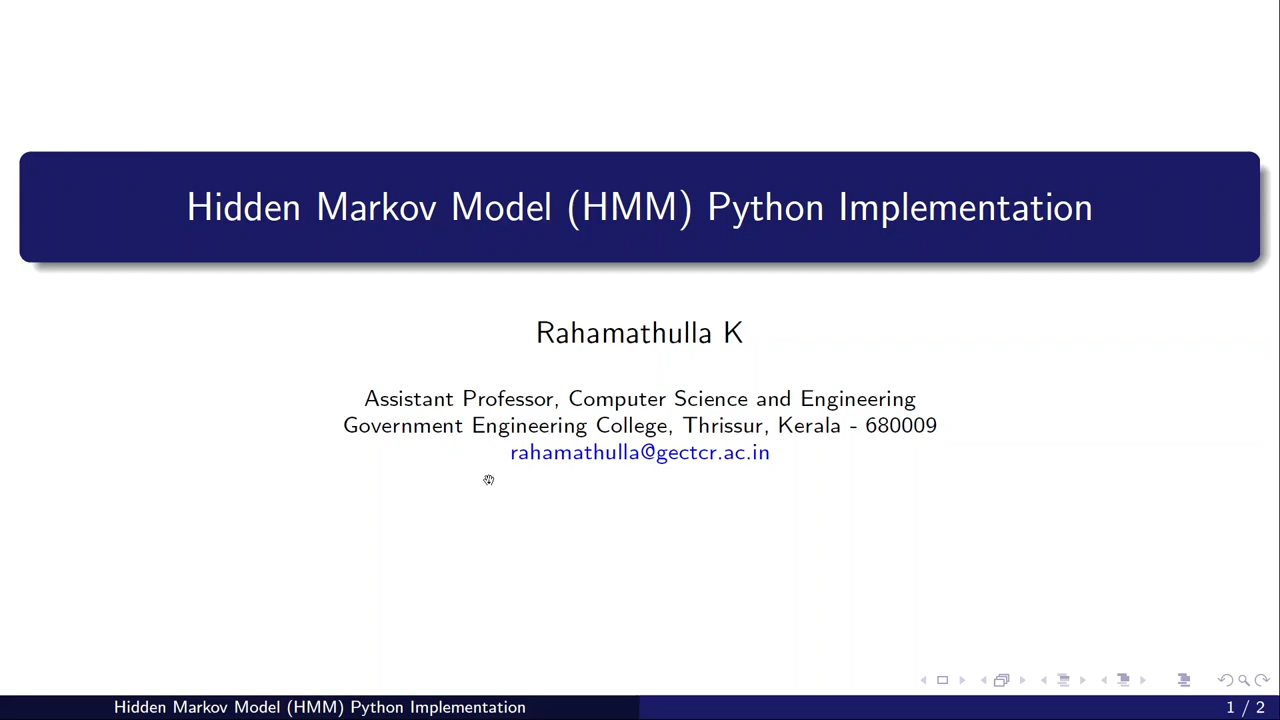 Hidden Markov Model (HMM) Python Implementation
Rahamathulla K
Assistant Professor, Computer Science and Engineering
Government Engineering College, Thrissur, Kerala - 680009
rahamathulla@gectcr.ac.in
Hidden Markov Model (HMM) Python Implementation
1 / 2